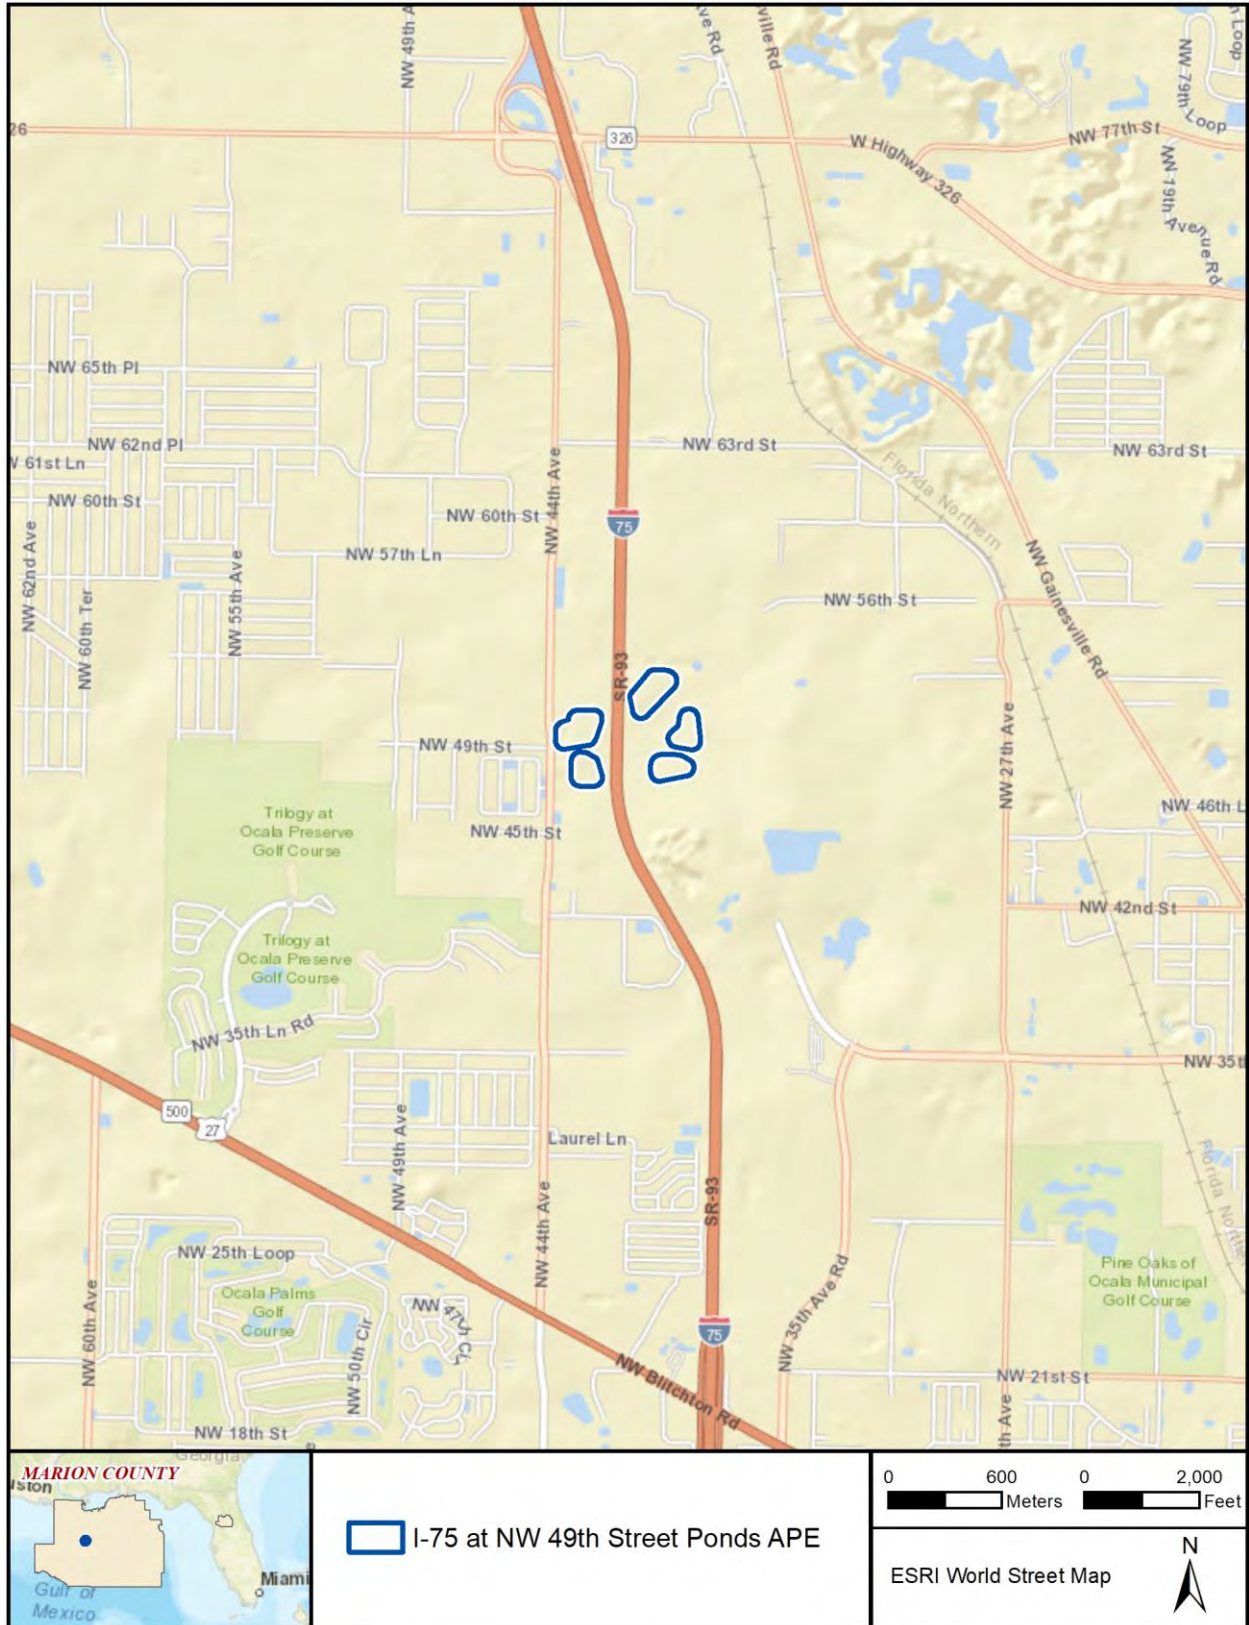 NW 49th A
ve Rd
ville Rd
NW 79th Loop
n Loop
26
326
NW 77th St
W Highway 326
NW 19th Avenue Rd
NW 65th Pl
NW 62nd Pl
NW 63rd St
NW 63rd St
W 61st Ln
NW 60th St
NW 60th St
NW 44th Ave
75
Florida Northern
NW 57th Ln
NW 62nd Ave
NW 60th Ter
NW 55th Ave
NW 56th St
NW Gainesville Rd
SR-93
NW 49th St
NW 27th Ave
NW 46th L
NW 45th St
Trilogy at
Ocala Preserve
Golf Course
NW 42nd St
Trilogy at
Ocala Preserve
Golf Course
NW 35th Ln Rd
NW 35t
500
27
NW 49th Ave
Laurel Ln
Florida Norther
NW 44th Ave
SR-93
NW 25th Loop
Ocala Palms
Golf
Course
NW 60th Ave
NW 50th Cir
NW 47th Cir
75
NW 35th Ave Rd
Pine Oaks of
Ocala Municipal
Golf Course
NW Blitchton Rd
NW 21st St
th Ave
NW 18th St
MARION COUNTY
Georgia
uston
Miami
Gulf of
Mexico
I-75 at NW 49th Street Ponds APE
0 600 Meters
0 2,000 Feet
ESRI World Street Map
N